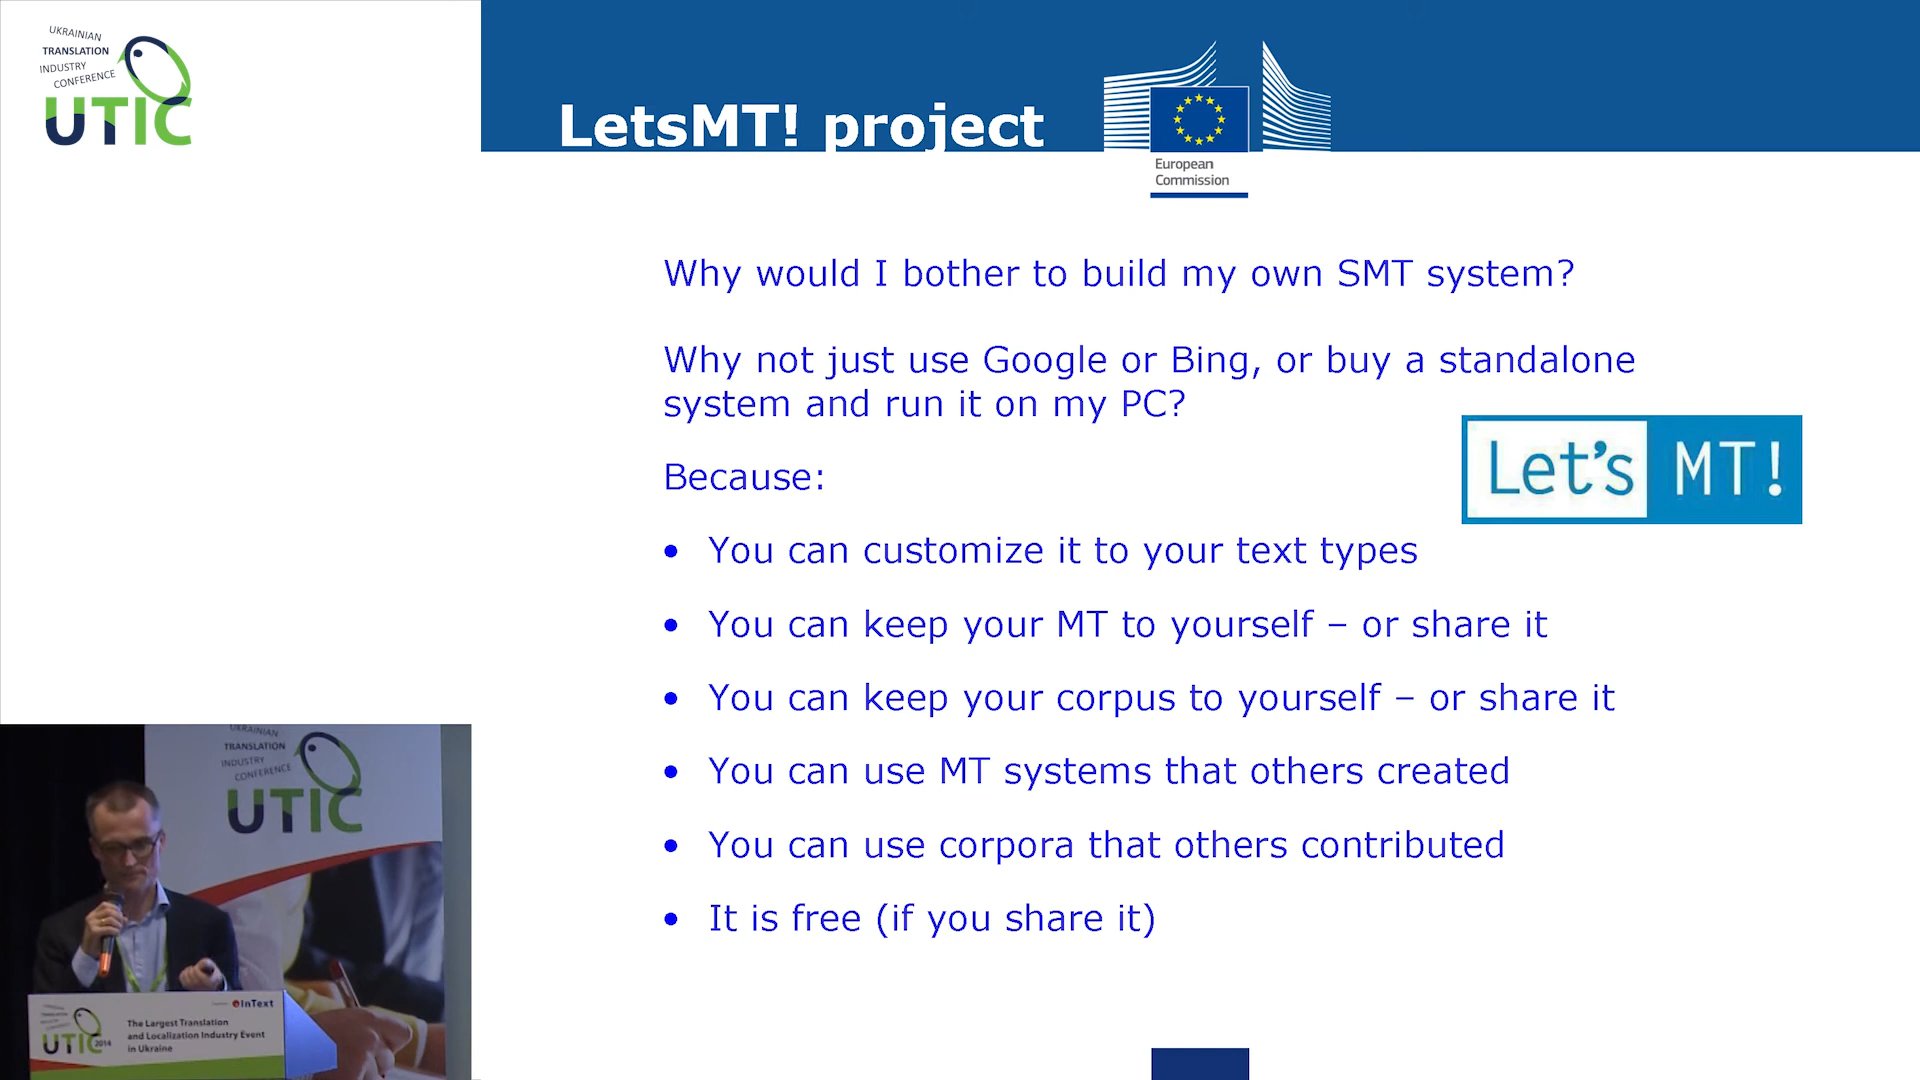 UKRAINIAN
TRANSLATION
INDUSTRY
CONFERENCE
UTIC
LetsMT! project
European
Commission
Why would I bother to build my own SMT system?
Why not just use Google or Bing, or buy a standalone
system and run it on my PC?
Let's MT!
Because:
• You can customize it to your text types
• You can keep your MT to yourself – or share it
• You can keep your corpus to yourself – or share it
• You can use MT systems that others created
• You can use corpora that others contributed
• It is free (if you share it)
UKRAINIAN
TRANSLATION
INDUSTRY
CONFERENCE
UTIC
InText
UTIC 2014
The Largest Translation
and Localization Industry Event
in Ukraine